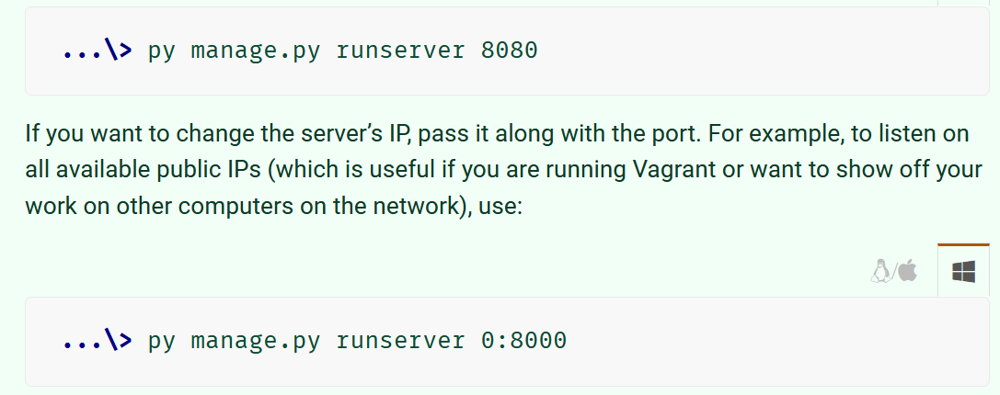 ...\> py manage.py runserver 8080
If you want to change the server’s IP, pass it along with the port. For example, to listen on
all available public IPs (which is useful if you are running Vagrant or want to show off your
work on other computers on the network), use:
/
...\> py manage.py runserver 0:8000